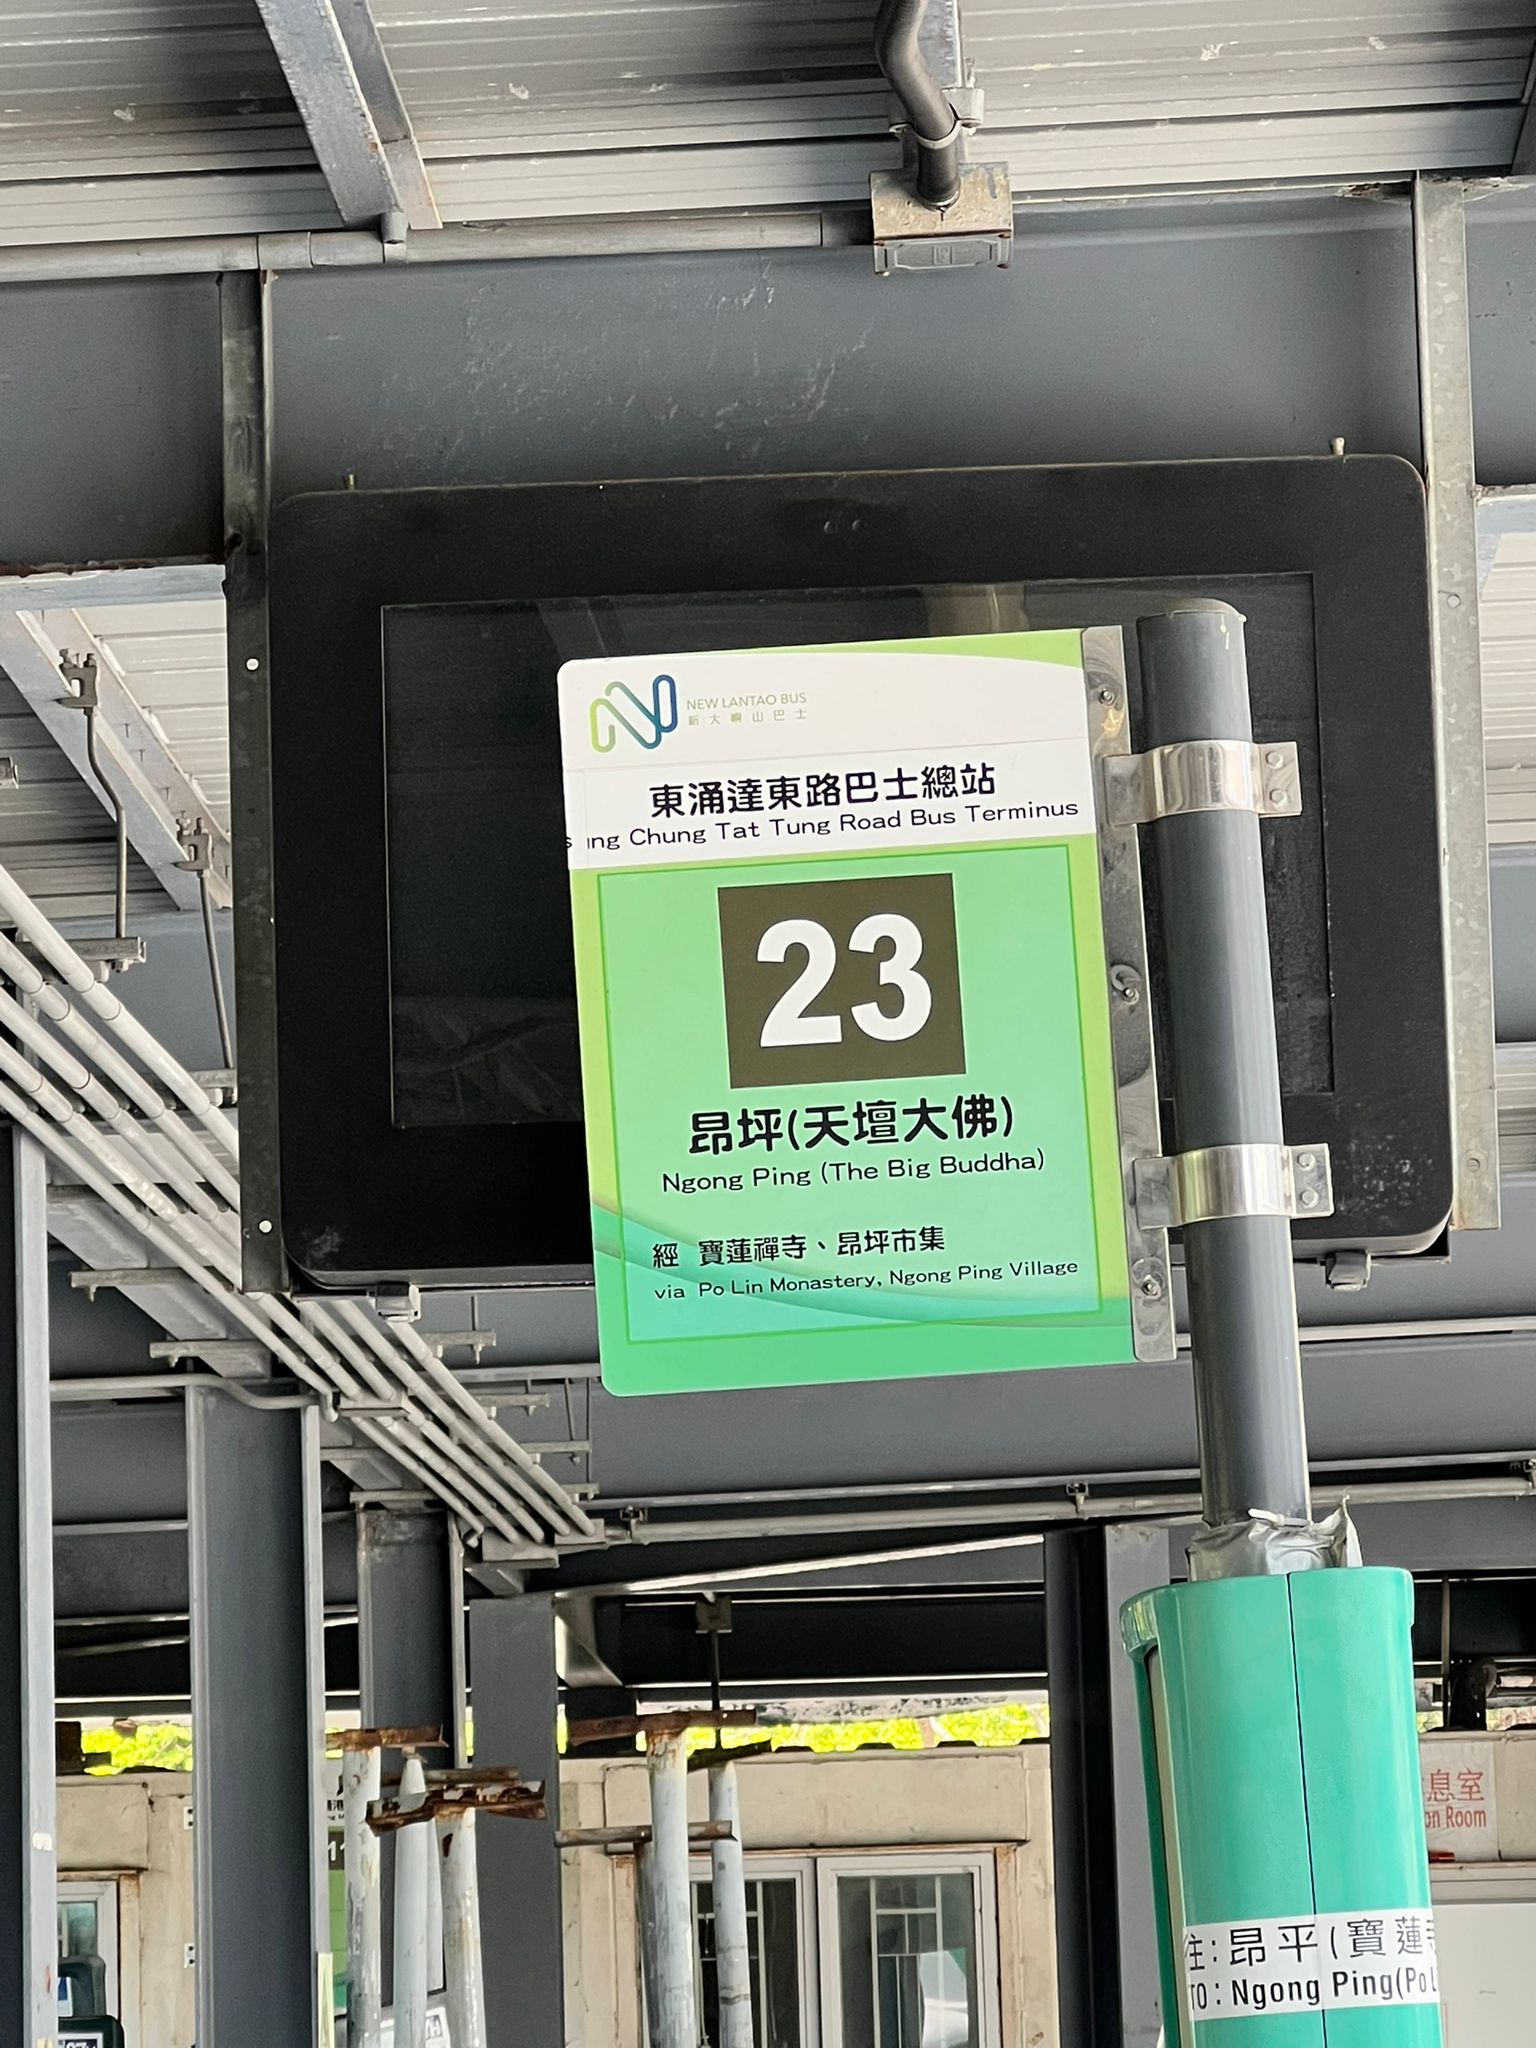 NEW LANTAO BUS
新大嶼山巴士
東涌達東路巴士總站
s ing Chung Tat Tung Road Bus Terminus
23
昂坪(天壇大佛)
Ngong Ping (The Big Buddha)
經 寶蓮禪寺、昂坪市集
via Po Lin Monastery, Ngong Ping Village
息室
on Room
11
往:昂平(寶蓮寺
TO:Ngong Ping(Po L